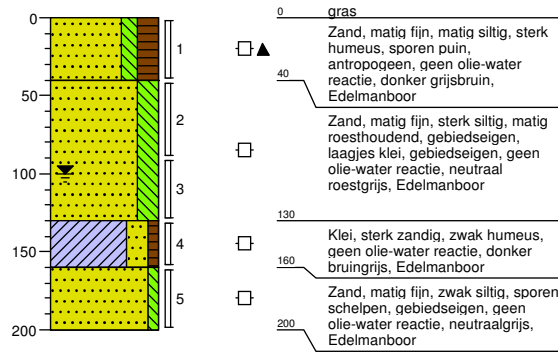 0
50
100
150
200
1
2
3
4
5
0
gras
Zand, matig fijn, matig siltig, sterk
humeus, sporen puin,
antropogeen, geen olie-water
reactie, donker grijsbruin,
Edelmanboor
40
Zand, matig fijn, sterk siltig, matig
roesthoudend, gebiedseigen,
laagjes klei, gebiedseigen, geen
olie-water reactie, neutraal
roestgrijs, Edelmanboor
130
Klei, sterk zandig, zwak humeus,
geen olie-water reactie, donker
bruingrijs, Edelmanboor
160
Zand, matig fijn, zwak siltig, sporen
schelpen, gebiedseigen, geen
olie-water reactie, neutraalgrijs,
Edelmanboor
200